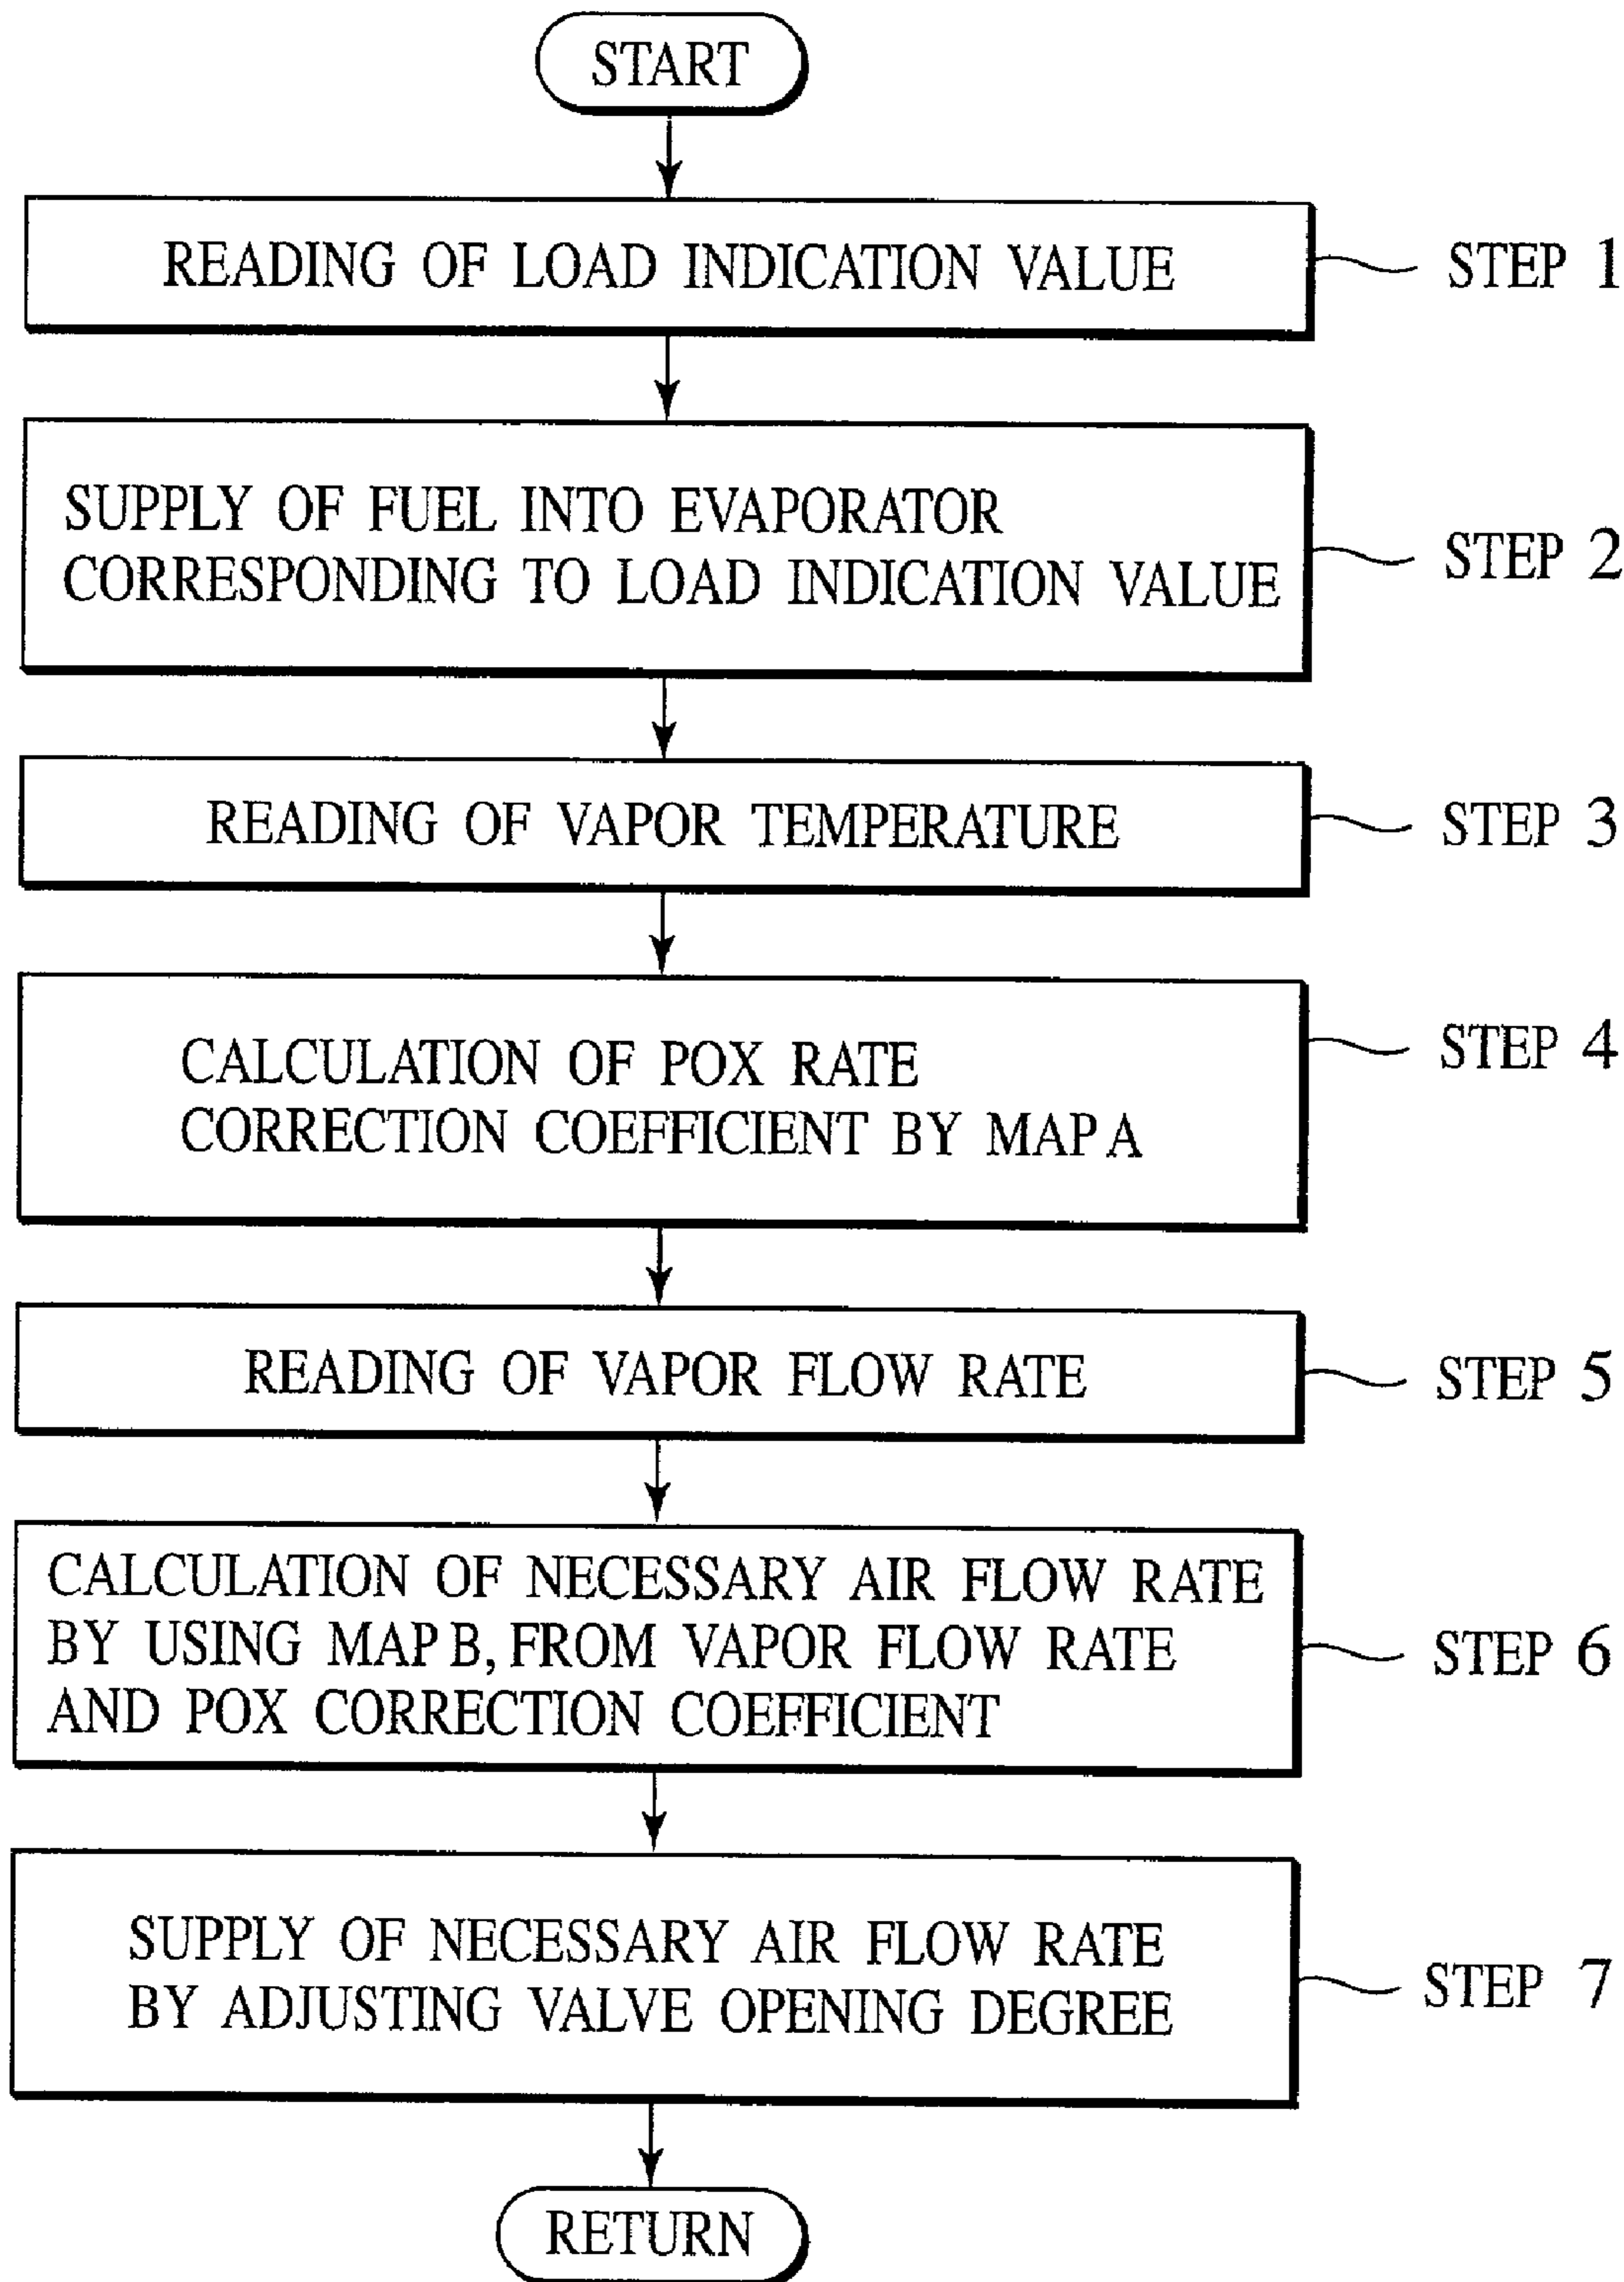 START
READING OF LOAD INDICATION VALUE
STEP 1
SUPPLY OF FUEL INTO EVAPORATOR
CORRESPONDING TO LOAD INDICATION VALUE
STEP 2
READING OF VAPOR TEMPERATURE
STEP 3
CALCULATION OF POX RATE
CORRECTION COEFFICIENT BY MAP A
STEP 4
READING OF VAPOR FLOW RATE
STEP 5
CALCULATION OF NECESSARY AIR FLOW RATE
BY USING MAP B, FROM VAPOR FLOW RATE
AND POX CORRECTION COEFFICIENT
STEP 6
SUPPLY OF NECESSARY AIR FLOW RATE
BY ADJUSTING VALVE OPENING DEGREE
STEP 7
RETURN